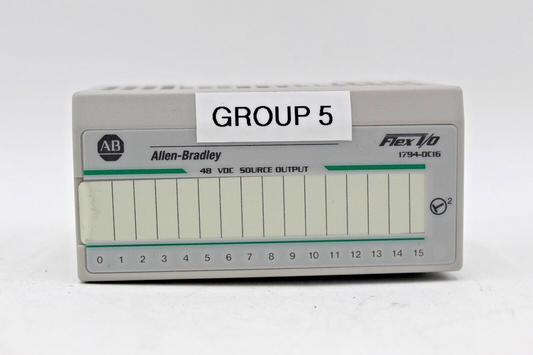 GROUP 5
AB
Allen-Bradley
Flex I/O
1794-OC16
48 VDC SOURCE OUTPUT
2
0 1 2 3 4 5 6 7 8 9 10 11 12 13 14 15